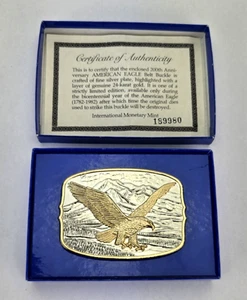 Certificate of Authenticity
This is to certify that the enclosed 200th Anni-
versary AMERICAN EAGLE Belt Buckle is
crafted of fine silver plate, highlighted with a
layer of genuine 24-karat gold. It is one of a
strictly limited edition, available only during
the bicentennial year of the American Eagle
(1782-1982) after which time the original dies
used to strike this buckle will be destroyed.
International Monetary Mint
159980